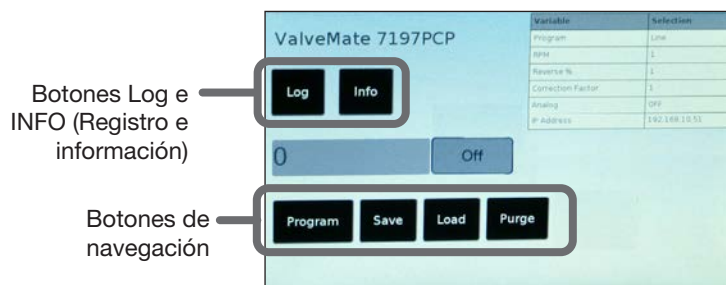 ValveMate 7197PCP
Log Info
Botones Log e
INFO (Registro e
información)
0 Off
Botones de
navegación
Program Save Load Purge
Variable Selection
Program Line
RPM 1
Reverse % 1
Correction Factor 1
Analog OFF
IP Address 192.168.10.51